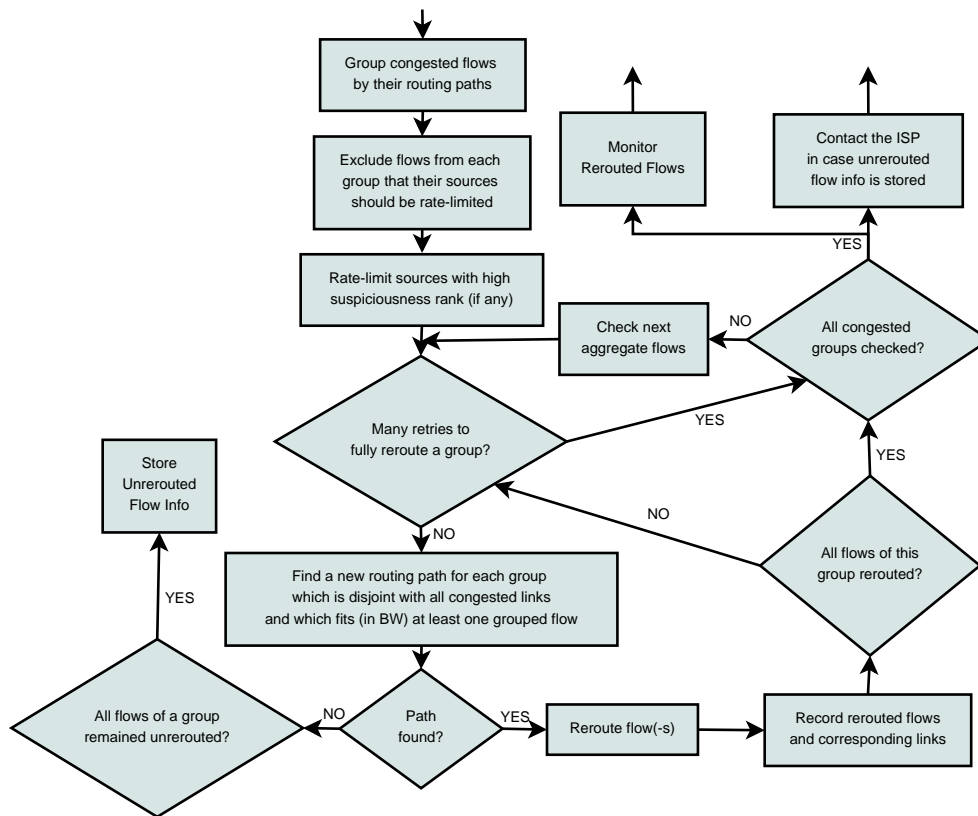 Group congested flows
by their routing paths
Exclude flows from each
group that their sources
should be rate-limited
Rate-limit sources with high
suspiciousness rank (if any)
Monitor
Rerouted Flows
Contact the ISP
in case unrerouted
flow info is stored
YES
All congested
groups checked?
NO
Check next
aggregate flows
Many retries to
fully reroute a group?
YES
YES
NO
All flows of this
group rerouted?
NO
Find a new routing path for each group
which is disjoint with all congested links
and which fits (in BW) at least one grouped flow
Store
Unrerouted
Flow Info
YES
All flows of a group
remained unrerouted?
NO
Path
found?
YES
Reroute flow(-s)
Record rerouted flows
and corresponding links